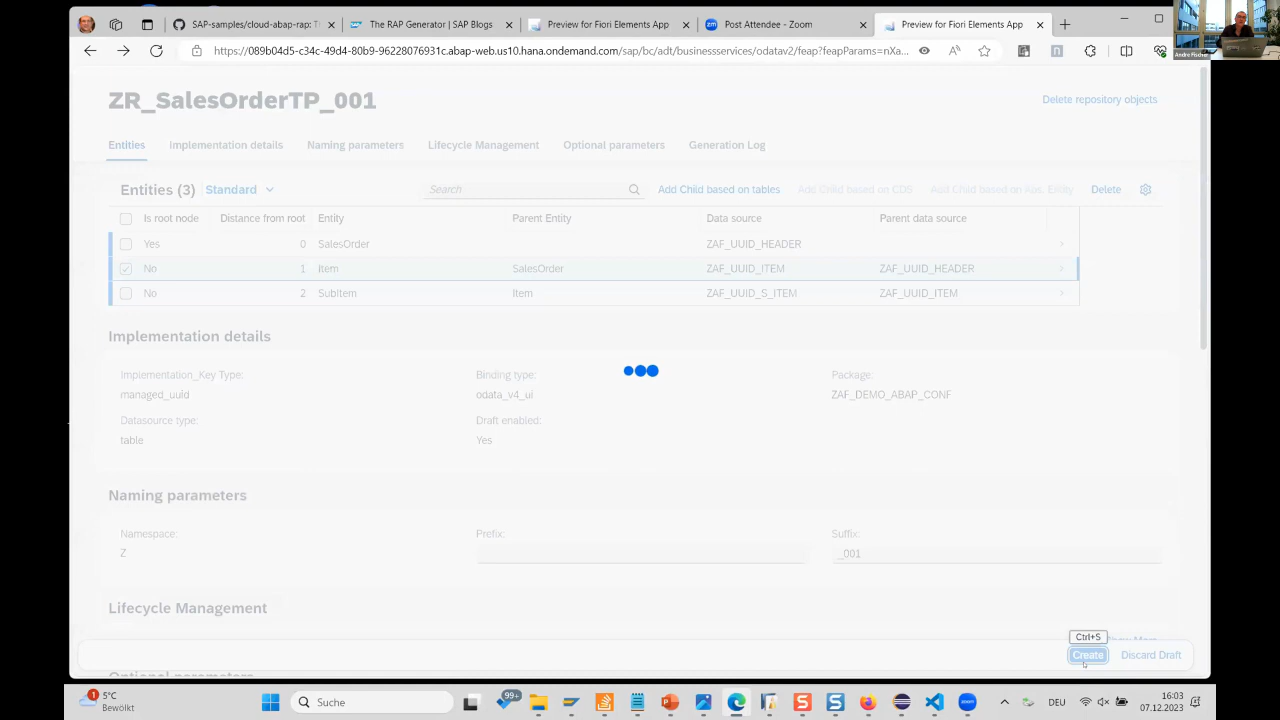 SAP-samples/cloud-abap-rap: T
The RAP Generator | SAP Blogs
Preview for Fiori Elements App
Post Attendee - Zoom
Preview for Fiori Elements App
https://089b04d5-c34c-49d4-80b9-96228076931c.abap-web.us10.hana.ondemand.com/sap/bc/adt/businessservices/odatav2/feap?feapParams=nXa...
Andre Fischer
ZR_SalesOrderTP_001
Delete repository objects
Entities Implementation details Naming parameters Lifecycle Management Optional parameters Generation Log
Entities (3) Standard Search Add Child based on tables Add Child based on CDS Add Child based on Abs. Entity Delete
Is root node Distance from root Entity Parent Entity Data source Parent data source
Yes 0 SalesOrder ZAF_UUID_HEADER
No 1 Item SalesOrder ZAF_UUID_ITEM ZAF_UUID_HEADER
No 2 SubItem Item ZAF_UUID_S_ITEM ZAF_UUID_ITEM
Implementation details
Implementation_Key Type: Binding type: Package:
managed_uuid odata_v4_ui ZAF_DEMO_ABAP_CONF
Datasource type: Draft enabled:
table Yes
Naming parameters
Namespace: Prefix: Suffix:
Z _001
Lifecycle Management
Ctrl+S
Create Discard Draft
Optional parameters
1 5°C
Bewölkt
Suche
99+
DEU
16:03
07.12.2023